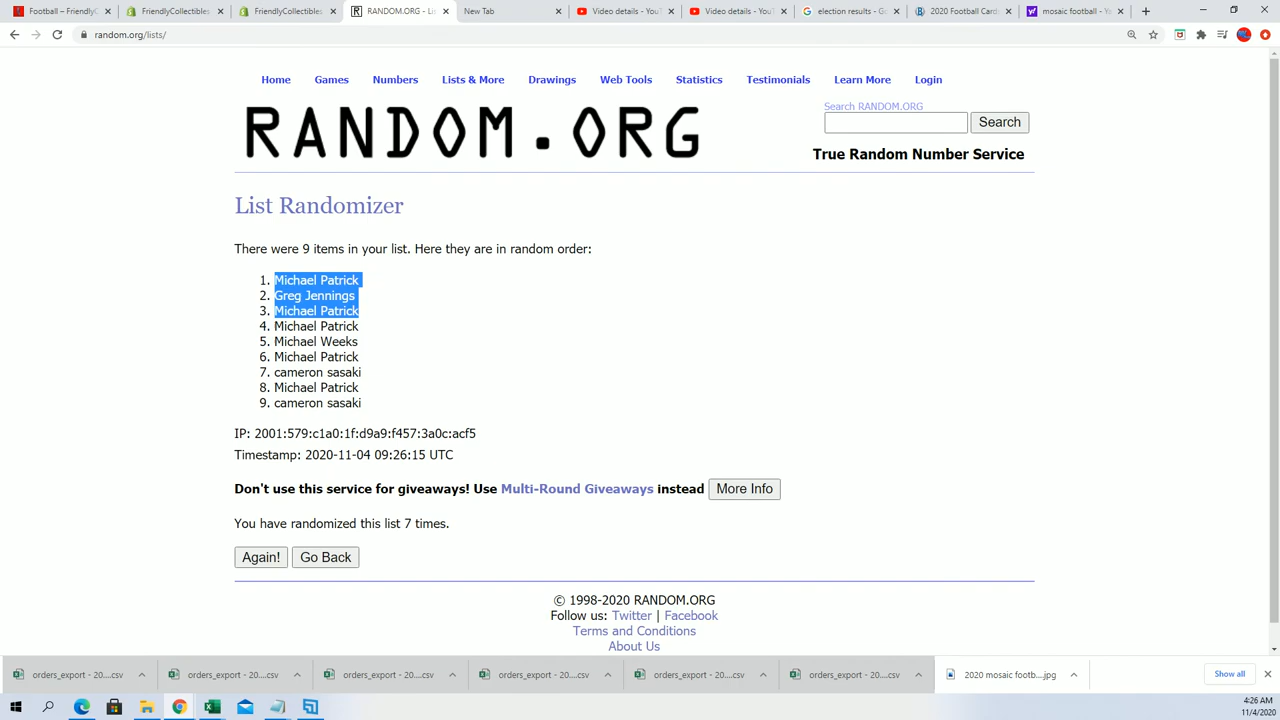 Football – FriendlyC
FriendlyCollectibles
FriendlyCollectibles
RANDOM.ORG - Lis
New Tab
Video details - YouT
Video details - YouT
election results - Go
2020 Football Card
mosaic football - Ya
random.org/lists/
Home Games Numbers Lists & More Drawings Web Tools Statistics Testimonials Learn More Login
RANDOM.ORG
Search RANDOM.ORG
Search
True Random Number Service
List Randomizer
There were 9 items in your list. Here they are in random order:
1. Michael Patrick
2. Greg Jennings
3. Michael Patrick
4. Michael Patrick
5. Michael Weeks
6. Michael Patrick
7. cameron sasaki
8. Michael Patrick
9. cameron sasaki
IP: 2001:579:c1a0:1f:d9a9:f457:3a0c:acf5
Timestamp: 2020-11-04 09:26:15 UTC
Don't use this service for giveaways! Use Multi-Round Giveaways instead More Info
You have randomized this list 7 times.
Again! Go Back
© 1998-2020 RANDOM.ORG
Follow us: Twitter | Facebook
Terms and Conditions
About Us
orders_export - 20....csv
orders_export - 20....csv
orders_export - 20....csv
orders_export - 20....csv
orders_export - 20....csv
orders_export - 20....csv
2020 mosaic footb....jpg
Show all
4:26 AM
11/4/2020